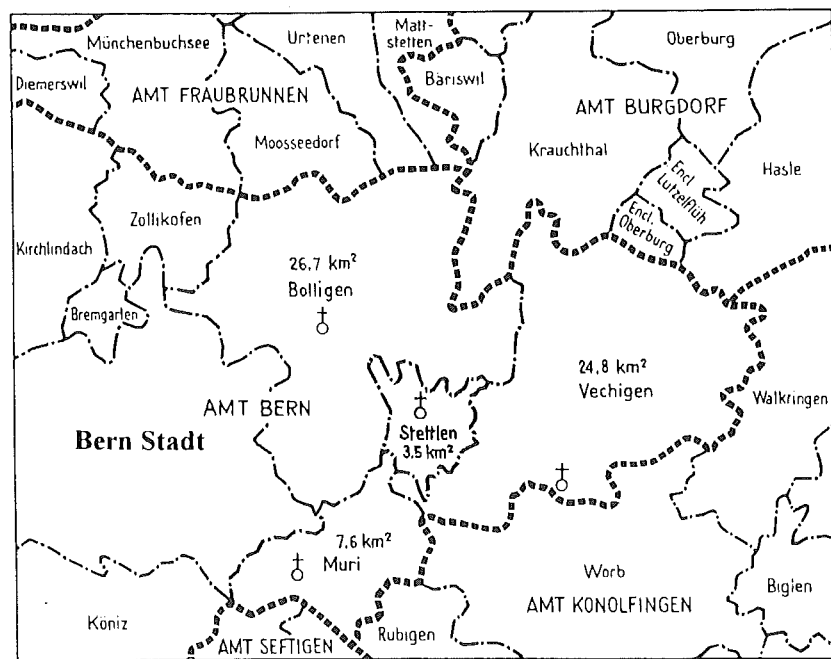 Münchenbuchsee
Urtenen
Matt-
stetten
Oberburg
Diemerswil
Bäriswil
AMT FRAUBRUNNEN
AMT BURGDORF
Moosseedorf
Krauchthal
Hasle
Encl.
Lützelflüh
Encl.
Oberburg
Zollikofen
Kirchlindach
26,7 km²
Bolligen
Bremgarten
24,8 km²
Vechigen
AMT BERN
Walkringen
Bern Stadt
Stettlen
3.5 km²
7.6 km²
Muri
Worb
Biglen
AMT KONOLFINGEN
Köniz
AMT SEFTIGEN
Rubigen